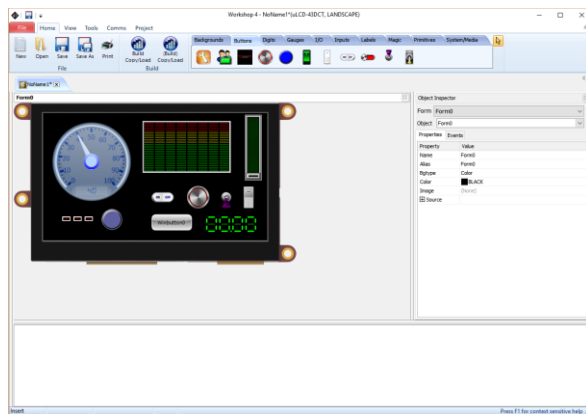 Workshop 4 - NoName1*(uLCD-43DCT, LANDSCAPE)
File Home View Tools Comms Project
New Open Save Save As Print
Build Copy/Load
(Build) Copy/Load
File Build
Backgrounds Buttons Digits Gauges I/O Inputs Labels Magic Primitives System/Media
NoName1*
Form0
Object Inspector
Form Form0
Object Form0
Properties Events
Property Value
Name Form0
Alias Form0
Bgtype Color
Color BLACK
Image (None)
Source
Winbutton0
Insert
Press F1 for context sensitive help